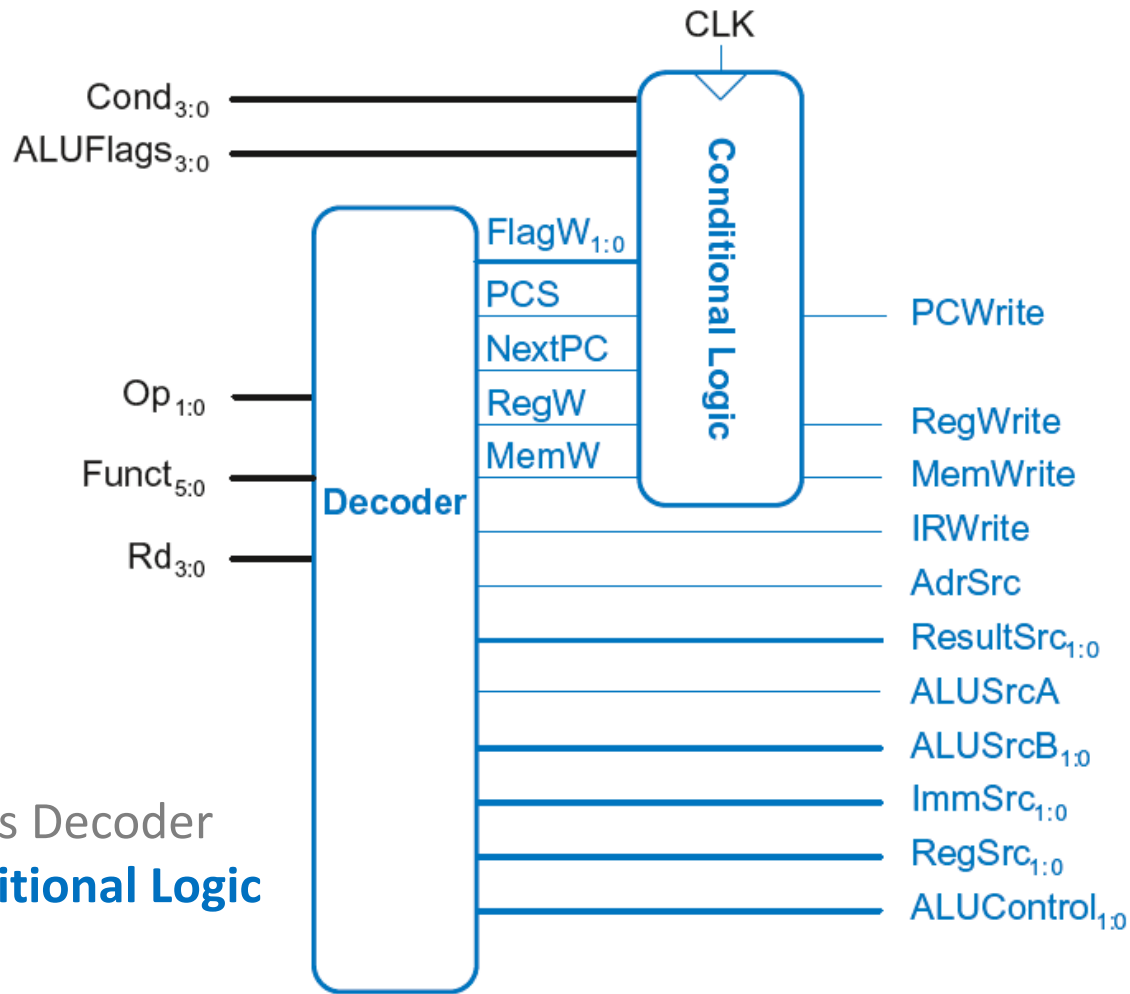 CLK
Cond3:0
ALUFlags3:0
Conditional Logic
FlagW1:0
PCS
NextPC
RegW
MemW
PCWrite
RegWrite
MemWrite
IRWrite
AdrSrc
ResultSrc1:0
ALUSrcA
ALUSrcB1:0
ImmSrc1:0
RegSrc1:0
ALUControl1:0
Op1:0
Funct5:0
Rd3:0
Decoder
s Decoder
itional Logic